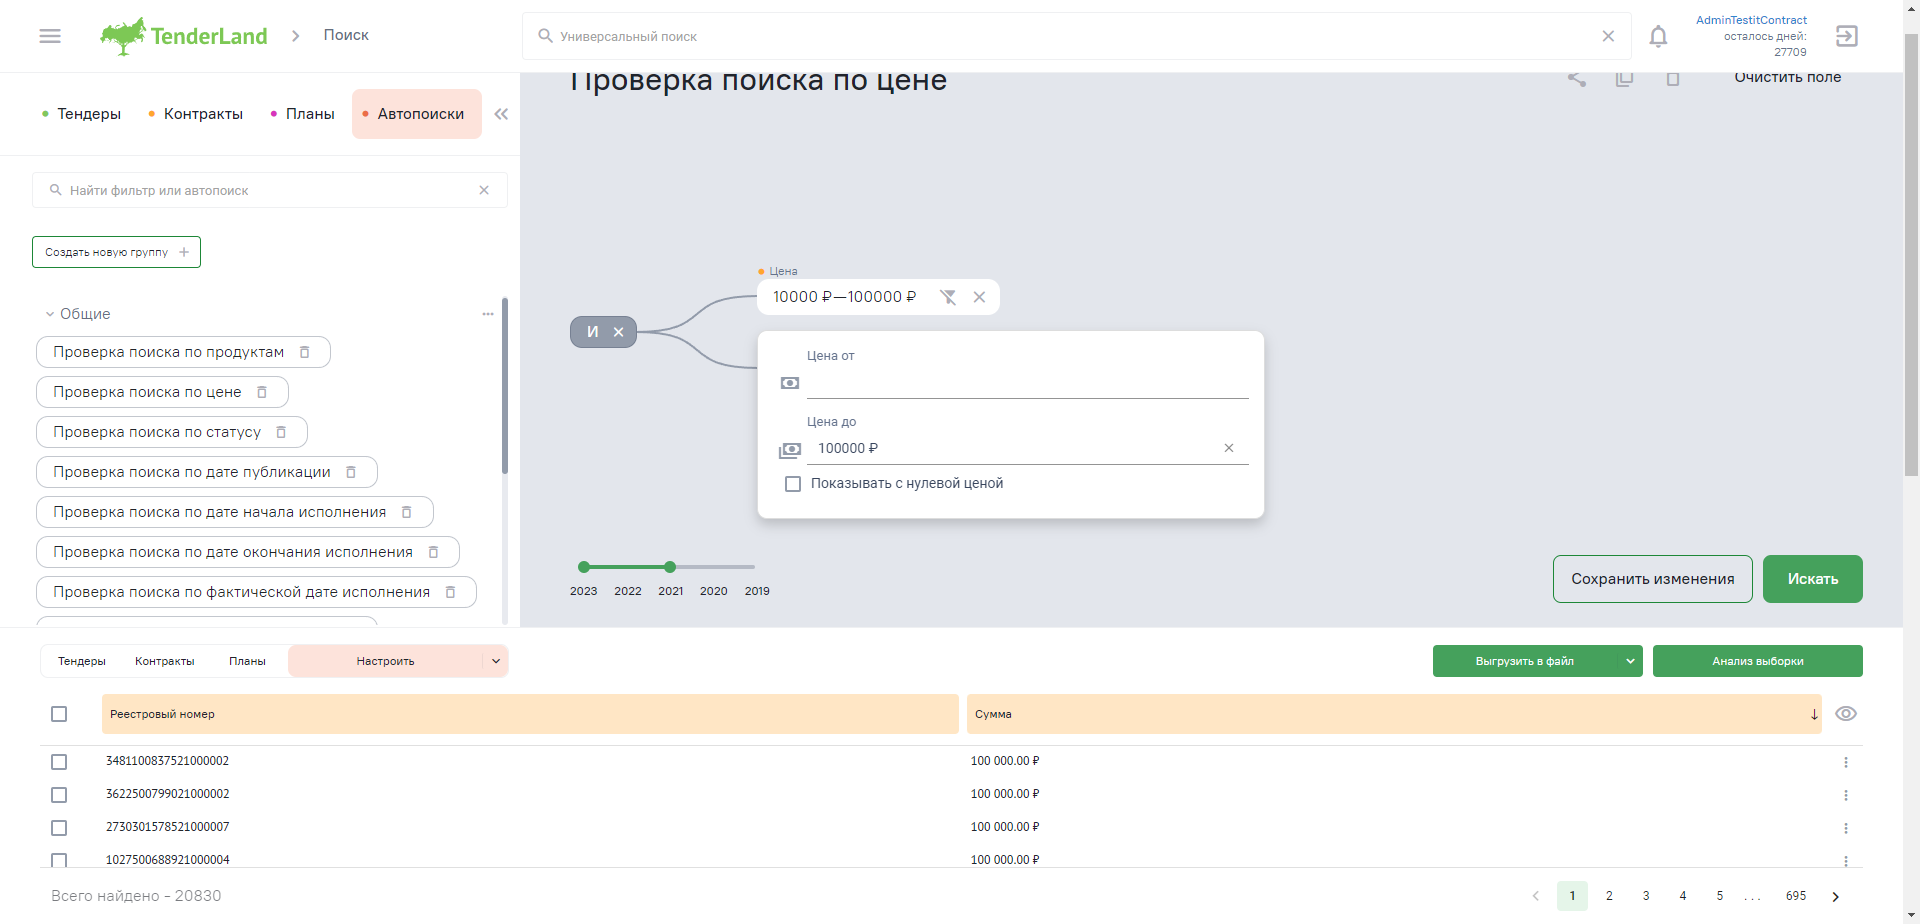 TenderLand
Поиск
Универсальный поиск
AdminTestitContract
осталось дней:
27709
Тендеры
Контракты
Планы
Автопоиски
Проверка поиска по цене
Очистить поле
Найти фильтр или автопоиск
Создать новую группу
Общие
Проверка поиска по продуктам
Проверка поиска по цене
Проверка поиска по статусу
Проверка поиска по дате публикации
Проверка поиска по дате начала исполнения
Проверка поиска по дате окончания исполнения
Проверка поиска по фактической дате исполнения
Цена
10000 ₽—100000 ₽
И
Цена от
Цена до
100000 ₽
Показывать с нулевой ценой
2023 2022 2021 2020 2019
Сохранить изменения
Искать
Тендеры
Контракты
Планы
Настроить
Выгрузить в файл
Анализ выборки
Реестровый номер
Сумма
3481100837521000002 100 000.00 ₽
3622500799021000002 100 000.00 ₽
2730301578521000007 100 000.00 ₽
1027500688921000004 100 000.00 ₽
Всего найдено - 20830
1 2 3 4 5 ... 695